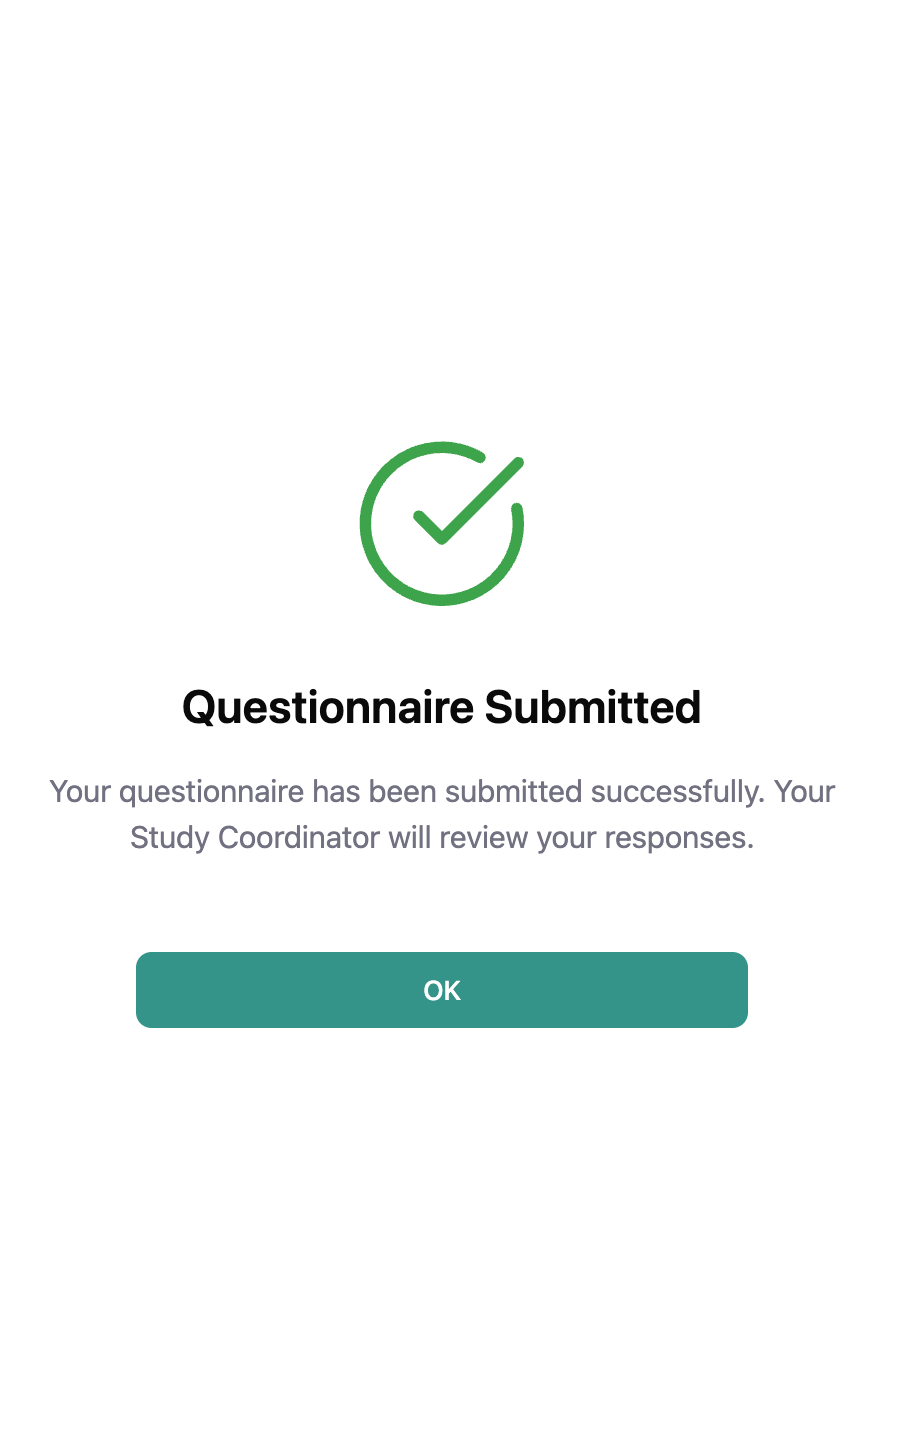 Questionnaire Submitted
Your questionnaire has been submitted successfully. Your
Study Coordinator will review your responses.
OK